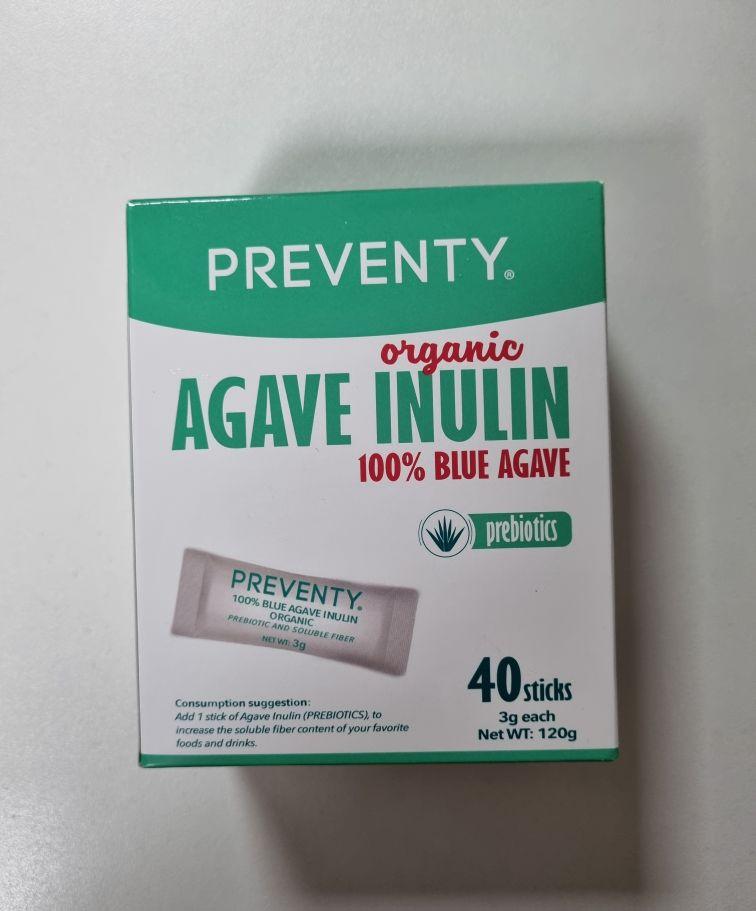 PREVENTY®
organic
AGAVE INULIN
100% BLUE AGAVE
prebiotics
PREVENTY®
100% BLUE AGAVE INULIN
ORGANIC
PREBIOTIC AND SOLUBLE FIBER
NET WT: 3g
40 sticks
3g each
Net WT: 120g
Consumption suggestion:
Add 1 stick of Agave Inulin (PREBIOTICS), to
increase the soluble fiber content of your favorite
foods and drinks.